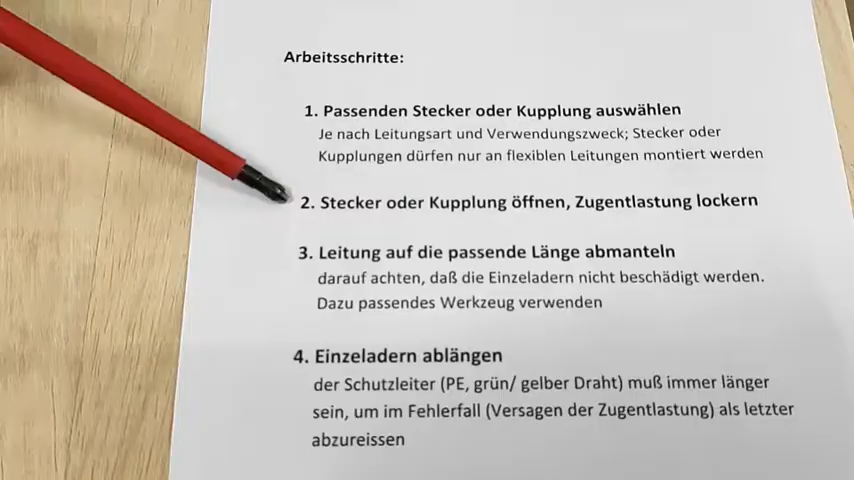 Arbeitsschritte:
1. Passenden Stecker oder Kupplung auswählen
Je nach Leitungsart und Verwendungszweck; Stecker oder
Kupplungen dürfen nur an flexiblen Leitungen montiert werden
2. Stecker oder Kupplung öffnen, Zugentlastung lockern
3. Leitung auf die passende Länge abmanteln
darauf achten, daß die Einzeladern nicht beschädigt werden.
Dazu passendes Werkzeug verwenden
4. Einzeladern ablängen
der Schutzleiter (PE, grün/ gelber Draht) muß immer länger
sein, um im Fehlerfall (Versagen der Zugentlastung) als letzter
abzureissen